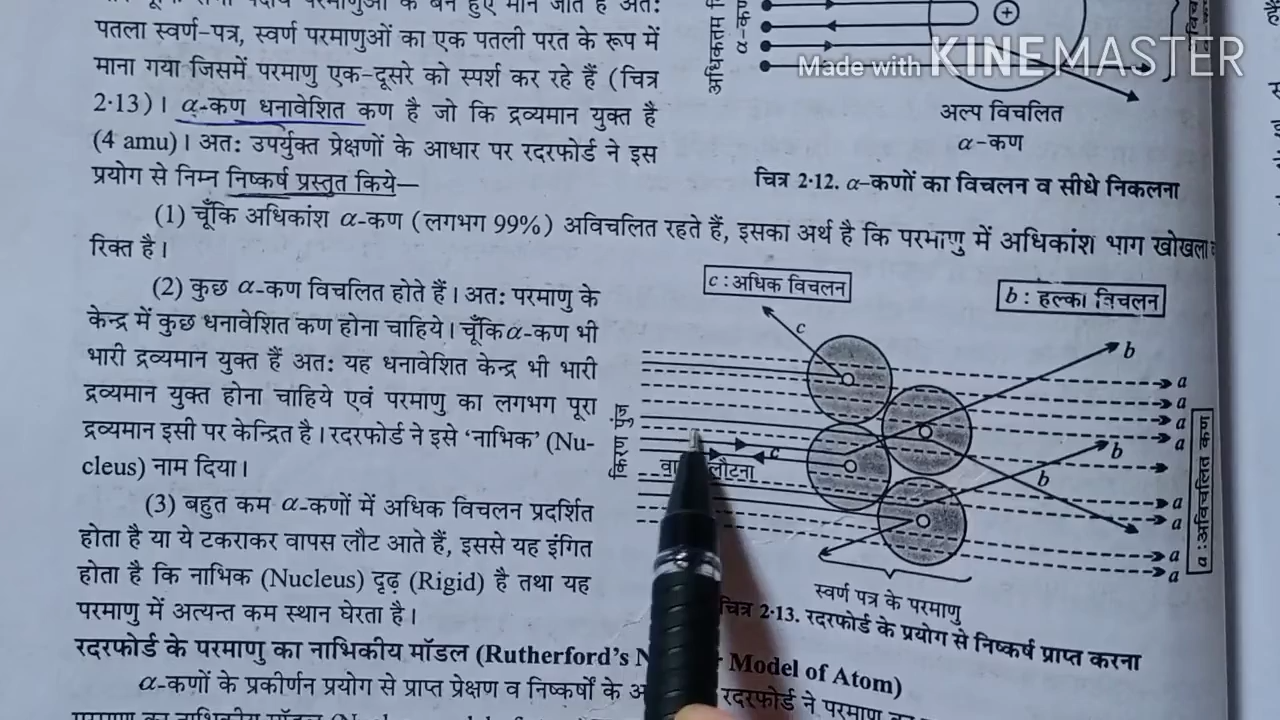 पतला स्वर्ण-पत्र, स्वर्ण परमाणुओं का एक पतली परत के रूप में
माना गया जिसमें परमाणु एक-दूसरे को स्पर्श कर रहे हैं (चित्र
2·13)। α-कण धनावेशित कण है जो कि द्रव्यमान युक्त है
(4 amu)। अतः उपर्युक्त प्रेक्षणों के आधार पर रदरफोर्ड ने इस
प्रयोग से निम्न निष्कर्ष प्रस्तुत किये—
α-कण
Made with KINEMASTER
अल्प विचलित
α-कण
चित्र 2·12. α-कणों का विचलन व सीधे निकलना
(1) चूँकि अधिकांश α-कण (लगभग 99%) अविचलित रहते हैं, इसका अर्थ है कि परमाणु में अधिकांश भाग खोखला
रिक्त है।
(2) कुछ α-कण विचलित होते हैं। अतः परमाणु के
केन्द्र में कुछ धनावेशित कण होना चाहिये। चूँकि α-कण भी
भारी द्रव्यमान युक्त हैं अतः यह धनावेशित केन्द्र भी भारी
द्रव्यमान युक्त होना चाहिये एवं परमाणु का लगभग पूरा
द्रव्यमान इसी पर केन्द्रित है। रदरफोर्ड ने इसे ‘नाभिक’ (Nu-
cleus) नाम दिया।
(3) बहुत कम α-कणों में अधिक विचलन प्रदर्शित
होता है या ये टकराकर वापस लौट आते हैं, इससे यह इंगित
होता है कि नाभिक (Nucleus) दृढ़ (Rigid) है तथा यह
परमाणु में अत्यन्त कम स्थान घेरता है।
c : अधिक विचलन
b : हल्का विचलन
c
b
a
a
a
a
किरण पुंज
c
लौटना
b
b
a
a
a
a
a : अविचलित कण
स्वर्ण पत्र के परमाणु
चित्र 2·13. रदरफोर्ड के प्रयोग से निष्कर्ष प्राप्त करना
रदरफोर्ड के परमाणु का नाभिकीय मॉडल (Rutherford's Model of Atom)
α-कणों के प्रकीर्णन प्रयोग से प्राप्त प्रेक्षण व निष्कर्षों के रदरफोर्ड ने